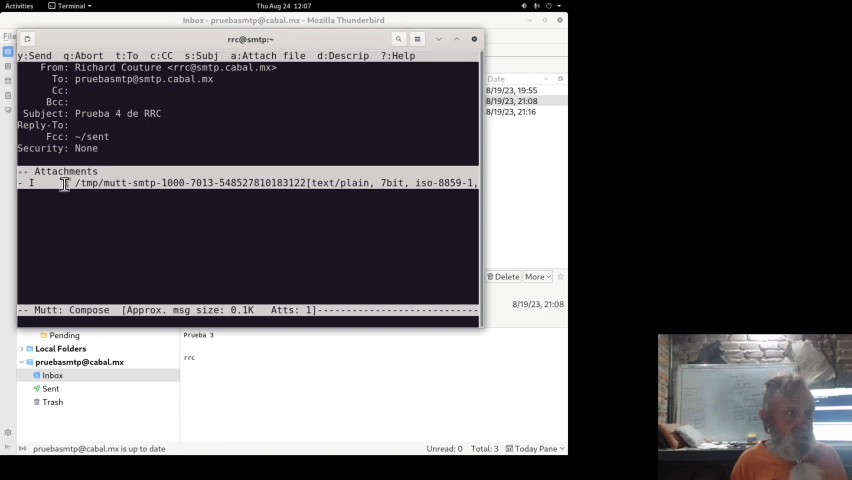 Activities Terminal Thu Aug 24 12:07
Inbox - pruebasmtp@cabal.mx - Mozilla Thunderbird
File
rrc@smtp:~
y:Send q:Abort t:To c:CC s:Subj a:Attach file d:Descrip ?:Help
From: Richard Couture <rrc@smtp.cabal.mx>
To: pruebasmtp@smtp.cabal.mx
Cc:
Bcc:
Subject: Prueba 4 de RRC
Reply-To:
Fcc: ~/sent
Security: None
Date
8/19/23, 19:55
8/19/23, 21:08
8/19/23, 21:16
-- Attachments
- I /tmp/mutt-smtp-1000-7013-548527810183122[text/plain, 7bit, iso-8859-1,
Delete More
8/19/23, 21:08
-- Mutt: Compose [Approx. msg size: 0.1K Atts: 1]----------------------------
Pending
Local Folders
pruebasmtp@cabal.mx
Inbox
Sent
Trash
Prueba 3
rrc
pruebasmtp@cabal.mx is up to date
Unread: 0 Total: 3 Today Pane